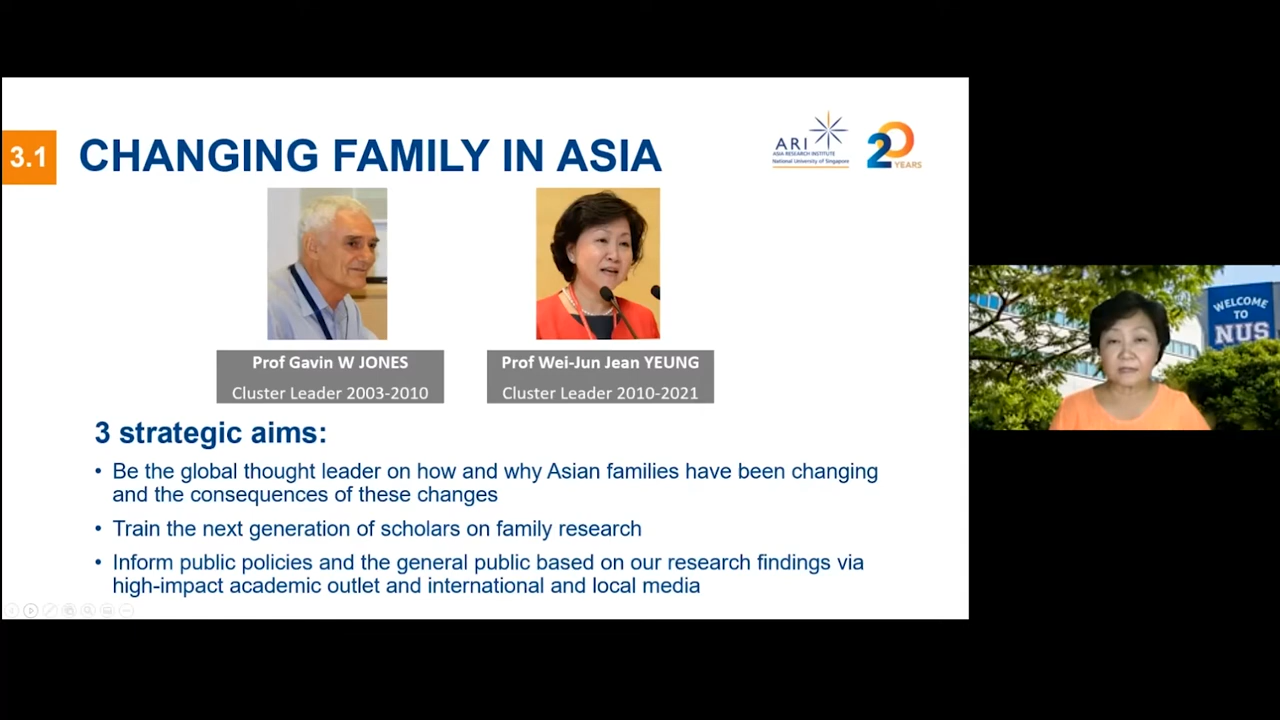 3.1
CHANGING FAMILY IN ASIA
ARI
ASIA RESEARCH INSTITUTE
National University of Singapore
20
YEARS
Prof Gavin W JONES
Cluster Leader 2003-2010
Prof Wei-Jun Jean YEUNG
Cluster Leader 2010-2021
WELCOME
TO
NUS
3 strategic aims:
• Be the global thought leader on how and why Asian families have been changing
and the consequences of these changes
• Train the next generation of scholars on family research
• Inform public policies and the general public based on our research findings via
high-impact academic outlet and international and local media